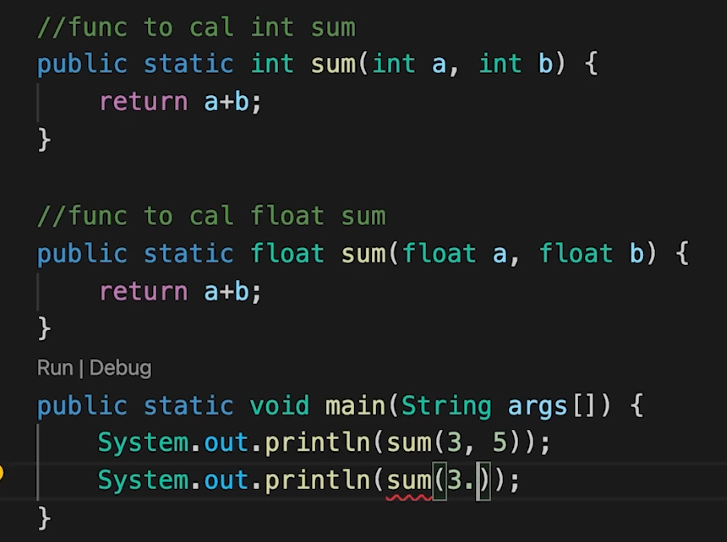 //func to cal int sum
public static int sum(int a, int b) {
return a+b;
}
//func to cal float sum
public static float sum(float a, float b) {
return a+b;
}
Run | Debug
public static void main(String args[]) {
System.out.println(sum(3, 5));
System.out.println(sum(3.));
}